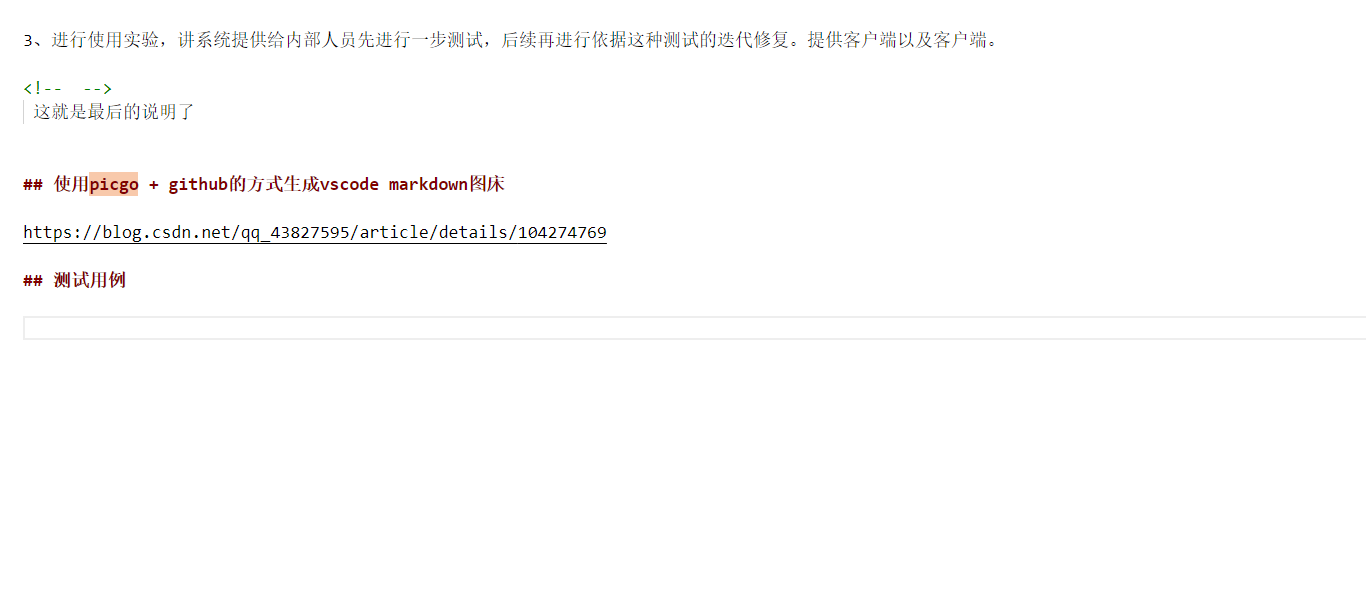 3、进行使用实验，讲系统提供给内部人员先进行一步测试，后续再进行依据这种测试的迭代修复。提供客户端以及客户端。
<!--  -->
这就是最后的说明了
## 使用picgo + github的方式生成vscode markdown图床
https://blog.csdn.net/qq_43827595/article/details/104274769
## 测试用例